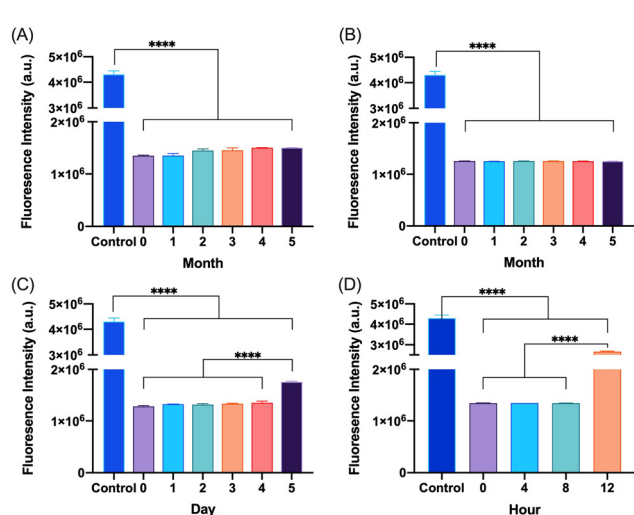 (A)
Fluoresence Intensity (a.u.)
5×10⁶
4×10⁶
3×10⁶
2×10⁶
1×10⁶
0
****
Control 0 1 2 3 4 5
Month
(B)
Fluoresence Intensity (a.u.)
5×10⁶
4×10⁶
3×10⁶
2×10⁶
1×10⁶
0
****
Control 0 1 2 3 4 5
Month
(C)
Fluoresence Intensity (a.u.)
5×10⁶
4×10⁶
3×10⁶
2×10⁶
1×10⁶
0
****
****
Control 0 1 2 3 4 5
Day
(D)
Fluoresence Intensity (a.u.)
5×10⁶
4×10⁶
3×10⁶
2×10⁶
1×10⁶
0
****
****
Control 0 4 8 12
Hour